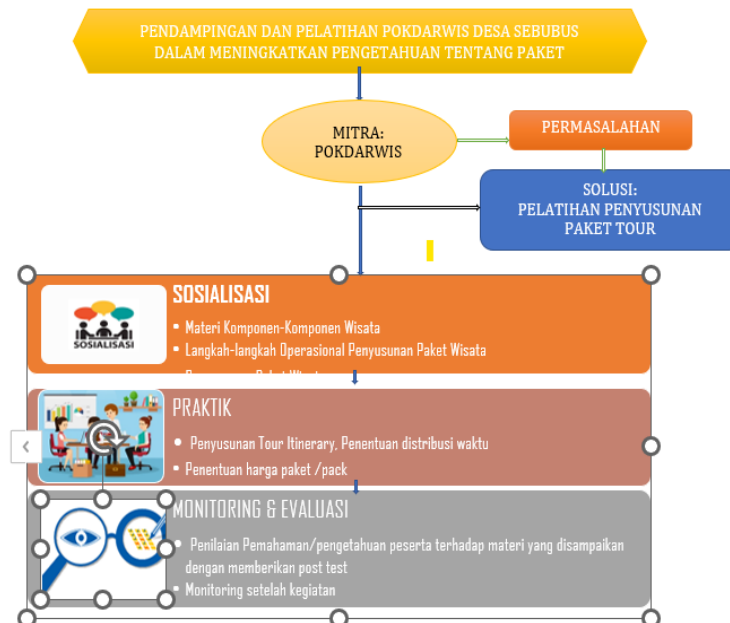 PENDAMPINGAN DAN PELATIHAN POKDARWIS DESA SEBUBUS
DALAM MENINGKATKAN PENGETAHUAN TENTANG PAKET
MITRA:
POKDARWIS
PERMASALAHAN
SOLUSI:
PELATIHAN PENYUSUNAN
PAKET TOUR
SOSIALISASI
SOSIALISASI
• Materi Komponen-Komponen Wisata
• Langkah-langkah Operasional Penyusunan Paket Wisata
PRAKTIK
• Penyusunan Tour Itinerary, Penentuan distribusi waktu
• Penentuan harga paket /pack
MONITORING & EVALUASI
• Penilaian Pemahaman/pengetahuan peserta terhadap materi yang disampaikan
dengan memberikan post test
• Monitoring setelah kegiatan